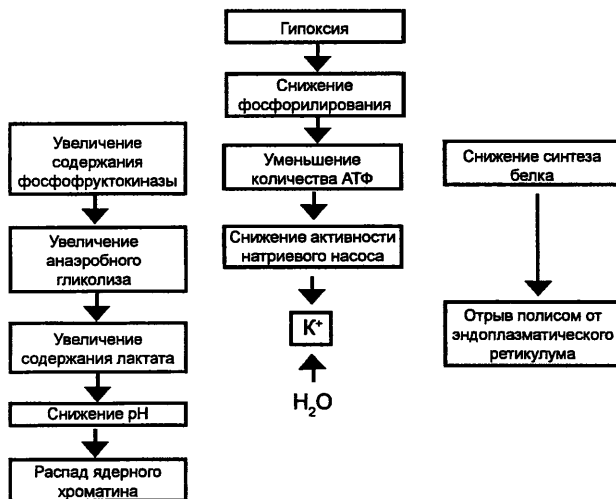 Гипоксия
Снижение
фосфорилирования
Увеличение
содержания
фосфофруктокиназы
Уменьшение
количества АТФ
Снижение синтеза
белка
Увеличение
анаэробного
гликолиза
Снижение активности
натриевого насоса
Увеличение
содержания лактата
K⁺
Отрыв полисом от
эндоплазматического
ретикулума
Снижение pH
H₂O
Распад ядерного
хроматина